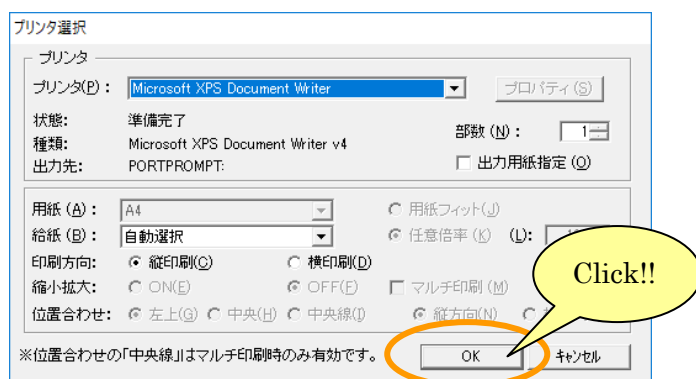 プリンタ選択
プリンタ
プリンタ(P): Microsoft XPS Document Writer プロパティ(S)
状態: 準備完了
種類: Microsoft XPS Document Writer v4 部数(N): 1
出力先: PORTPROMPT: 出力用紙指定(O)
用紙(A): A4 用紙フィット(J)
給紙(B): 自動選択 任意倍率(K) (L):
印刷方向: 縦印刷(C) 横印刷(D)
縮小拡大: ON(E) OFF(F) マルチ印刷(M)
位置合わせ: 左上(G) 中央(H) 中央線(I) 縦方向(N)
Click!!
※位置合わせの「中央線」はマルチ印刷時のみ有効です。 OK キャンセル